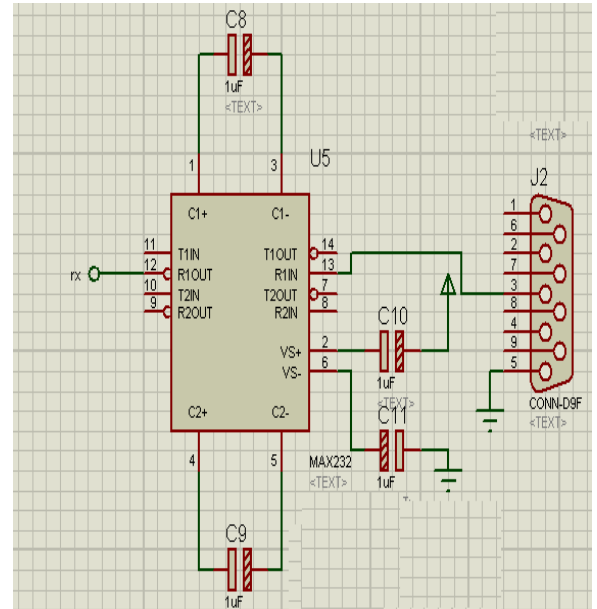 C8
1uF
<TEXT>
<TEXT>
1
3
U5
J2
C1+
C1-
11
T1IN
T1OUT
14
rx
12
R1OUT
R1IN
13
10
T2IN
T2OUT
7
9
R2OUT
R2IN
8
VS+
2
VS-
6
C10
1uF
<TEXT>
C2+
C2-
C11
1uF
4
5
MAX232
<TEXT>
1
6
2
7
3
8
4
9
5
CONN-D9F
<TEXT>
C9
1uF